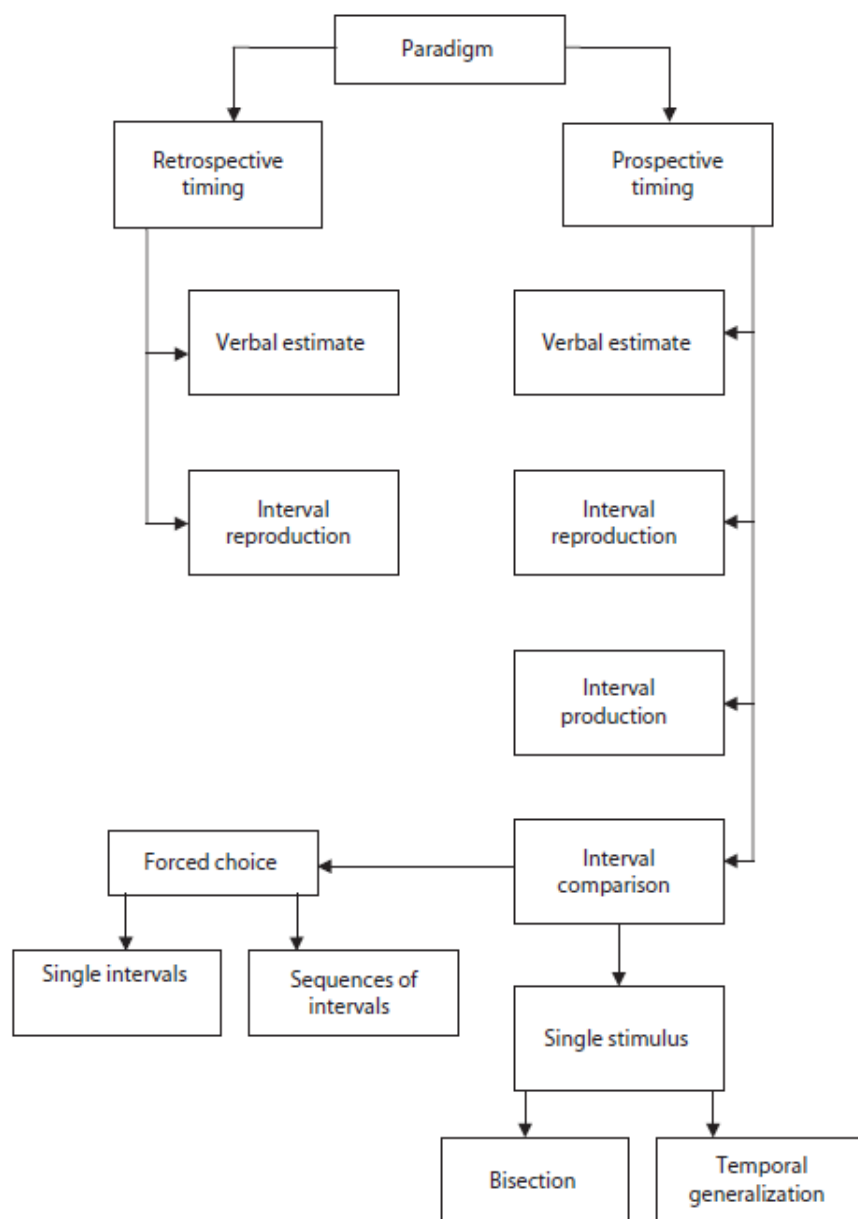 Paradigm
Retrospective
timing
Prospective
timing
Verbal estimate
Verbal estimate
Interval
reproduction
Interval
reproduction
Interval
production
Forced choice
Interval
comparison
Single intervals
Sequences of
intervals
Single stimulus
Bisection
Temporal
generalization